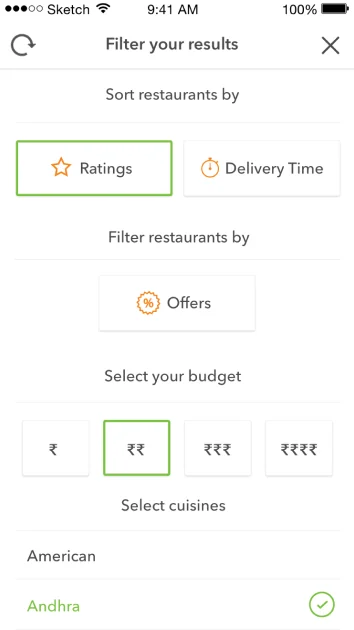 Sketch 9:41 AM 100%
Filter your results
Sort restaurants by
Ratings Delivery Time
Filter restaurants by
% Offers
Select your budget
₹ ₹₹ ₹₹₹ ₹₹₹₹
Select cuisines
American
Andhra